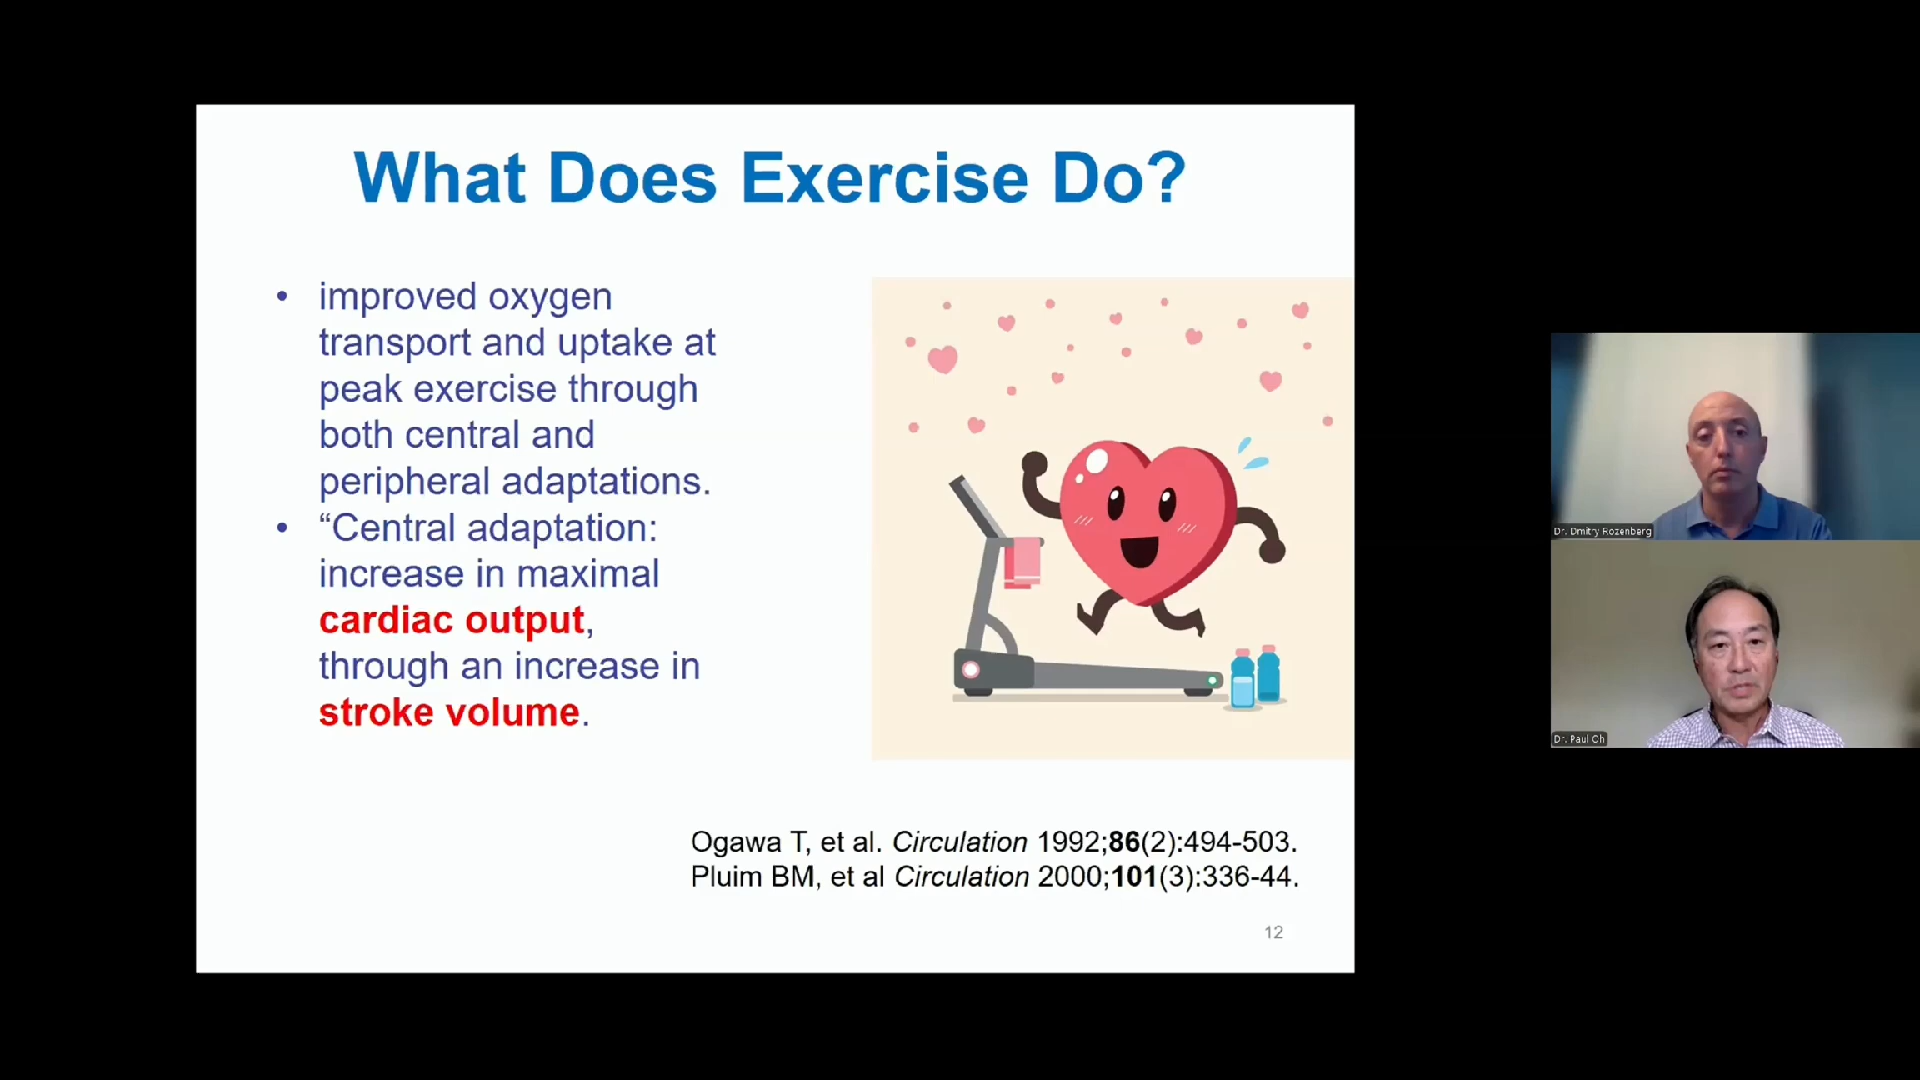 What Does Exercise Do?
• improved oxygen
transport and uptake at
peak exercise through
both central and
peripheral adaptations.
• “Central adaptation:
increase in maximal
cardiac output,
through an increase in
stroke volume.
Ogawa T, et al. Circulation 1992;86(2):494-503.
Pluim BM, et al Circulation 2000;101(3):336-44.
12
Dr. Dmitry Rozenberg
Dr. Paul Oh